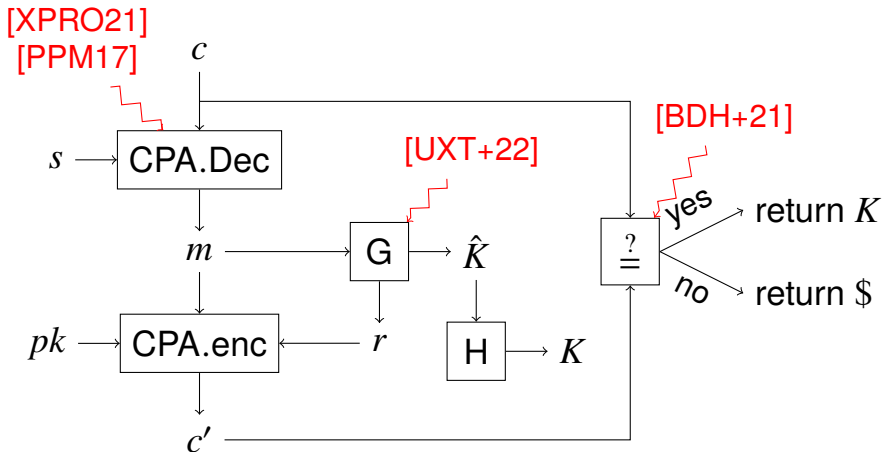 [XPRO21]
[PPM17]
c
[BDH+21]
[UXT+22]
s
CPA.Dec
yes
return K
m
G
K̂
?
=
no
return $
pk
CPA.enc
r
H
K
c′